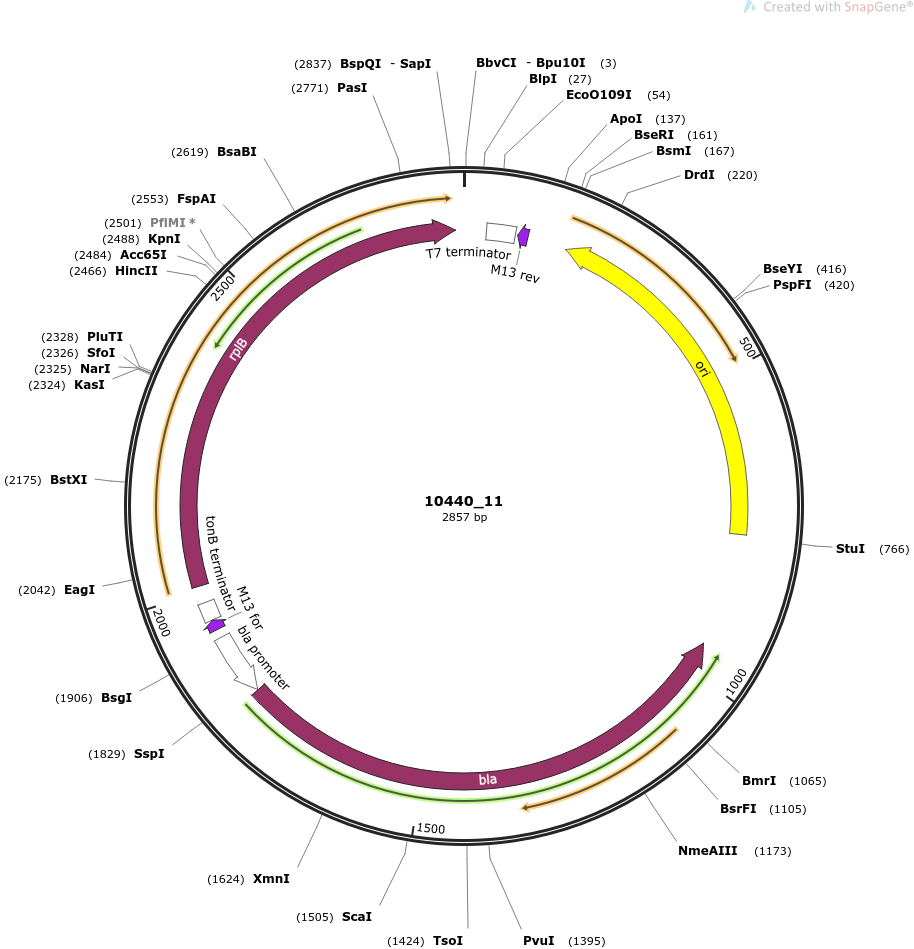 Created with SnapGene®
(2837) BspQI - SapI
BbvCI - Bpu10I (3)
BlpI (27)
(2771) PasI
EcoO109I (54)
ApoI (137)
BseRI (161)
(2619) BsaBI
BsmI (167)
DrdI (220)
(2553) FspAI
(2501) PflMI *
(2488) KpnI
(2484) Acc65I
(2466) HincII
T7 terminator
M13 rev
BseYI (416)
PspFI (420)
2500
(2328) PluTI
(2326) SfoI
(2325) NarI
(2324) KasI
rplB
500
ori
(2175) BstXI
10440_11
2857 bp
StuI (766)
(2042) EagI
tonB terminator
M13 for
2000
bla promoter
(1906) BsgI
1000
(1829) SspI
bla
BmrI (1065)
BsrFI (1105)
1500
NmeAIII (1173)
(1624) XmnI
(1505) ScaI
(1424) TsoI
PvuI (1395)